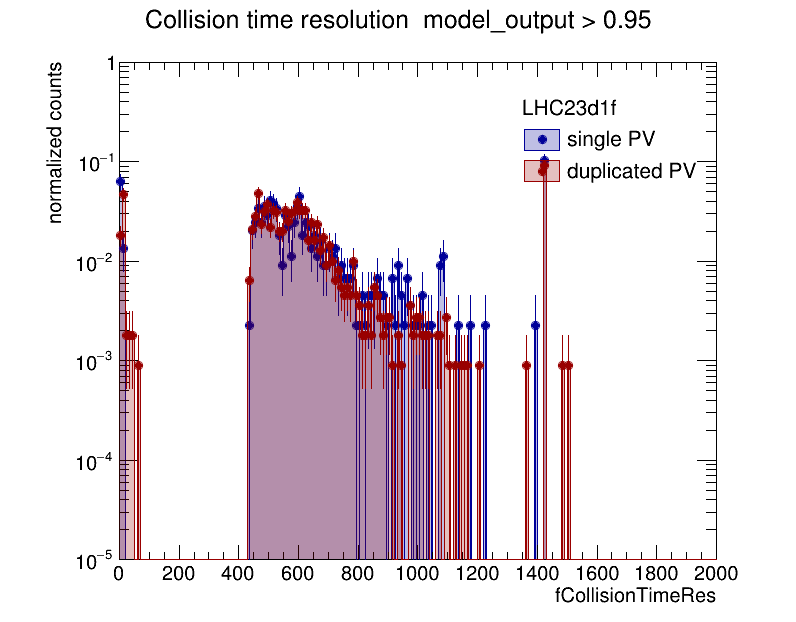 Collision time resolution model_output > 0.95
normalized counts
1
10⁻¹
10⁻²
10⁻³
10⁻⁴
10⁻⁵
LHC23d1f
single PV
duplicated PV
0 200 400 600 800 1000 1200 1400 1600 1800 2000
fCollisionTimeRes